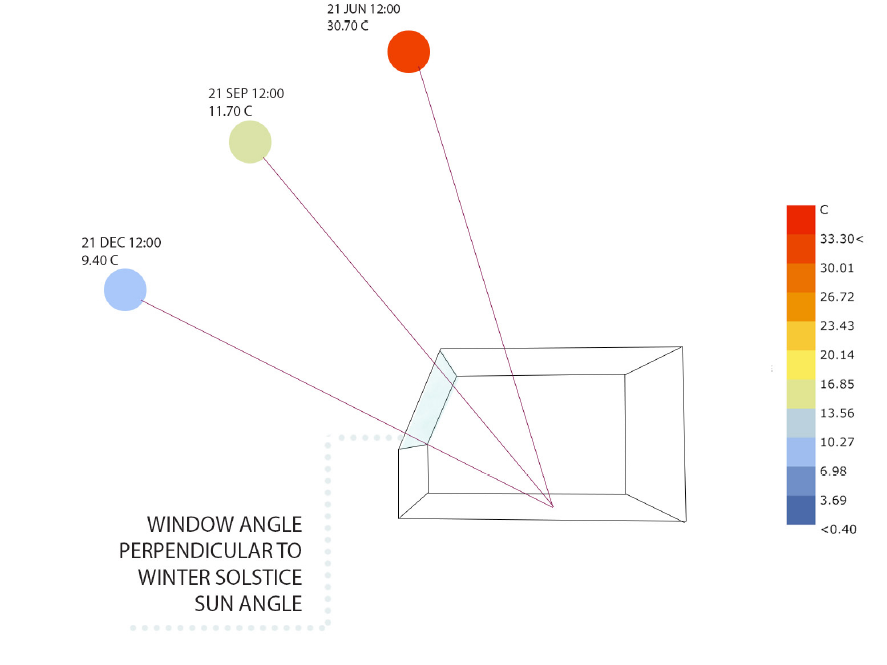 21 JUN 12:00
30.70 C
21 SEP 12:00
11.70 C
21 DEC 12:00
9.40 C
WINDOW ANGLE
PERPENDICULAR TO
WINTER SOLSTICE
SUN ANGLE
C
33.30<
30.01
26.72
23.43
20.14
16.85
13.56
10.27
6.98
3.69
<0.40